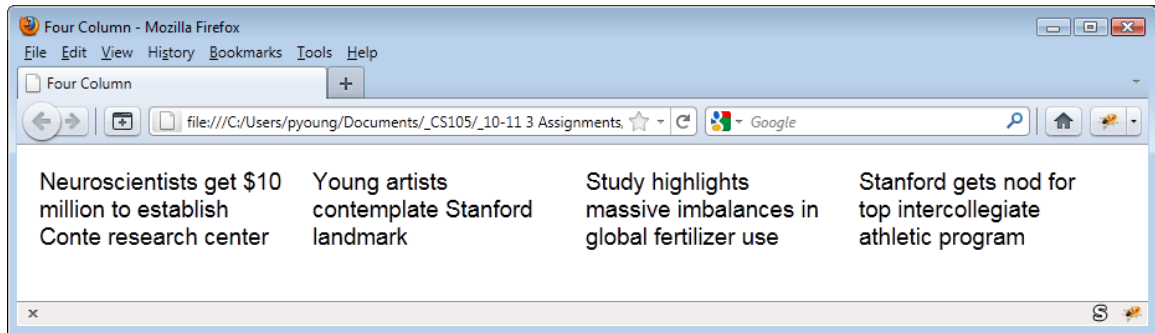 Four Column - Mozilla Firefox
File Edit View History Bookmarks Tools Help
Four Column
file:///C:/Users/pyoung/Documents/_CS105/_10-11 3 Assignments, Google
Neuroscientists get $10
million to establish
Conte research center
Young artists
contemplate Stanford
landmark
Study highlights
massive imbalances in
global fertilizer use
Stanford gets nod for
top intercollegiate
athletic program
S